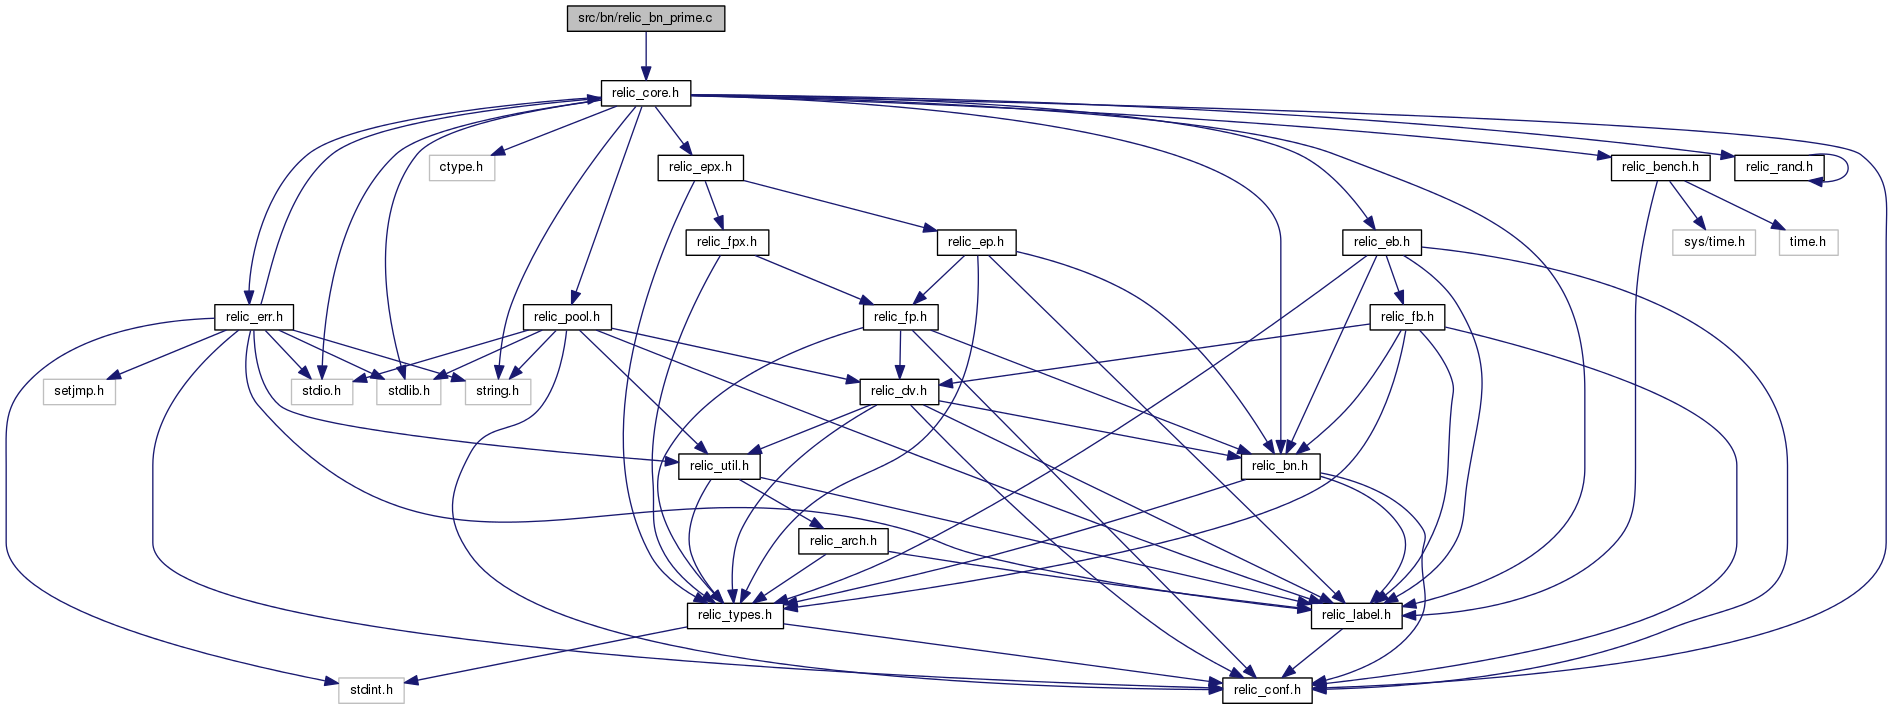 src/bn/relic_bn_prime.c
relic_core.h
ctype.h
relic_epx.h
relic_bench.h
relic_rand.h
relic_fpx.h
relic_ep.h
relic_eb.h
sys/time.h
time.h
relic_err.h
relic_pool.h
relic_fp.h
relic_fb.h
setjmp.h
stdio.h
stdlib.h
string.h
relic_dv.h
relic_util.h
relic_bn.h
relic_arch.h
relic_types.h
relic_label.h
stdint.h
relic_conf.h